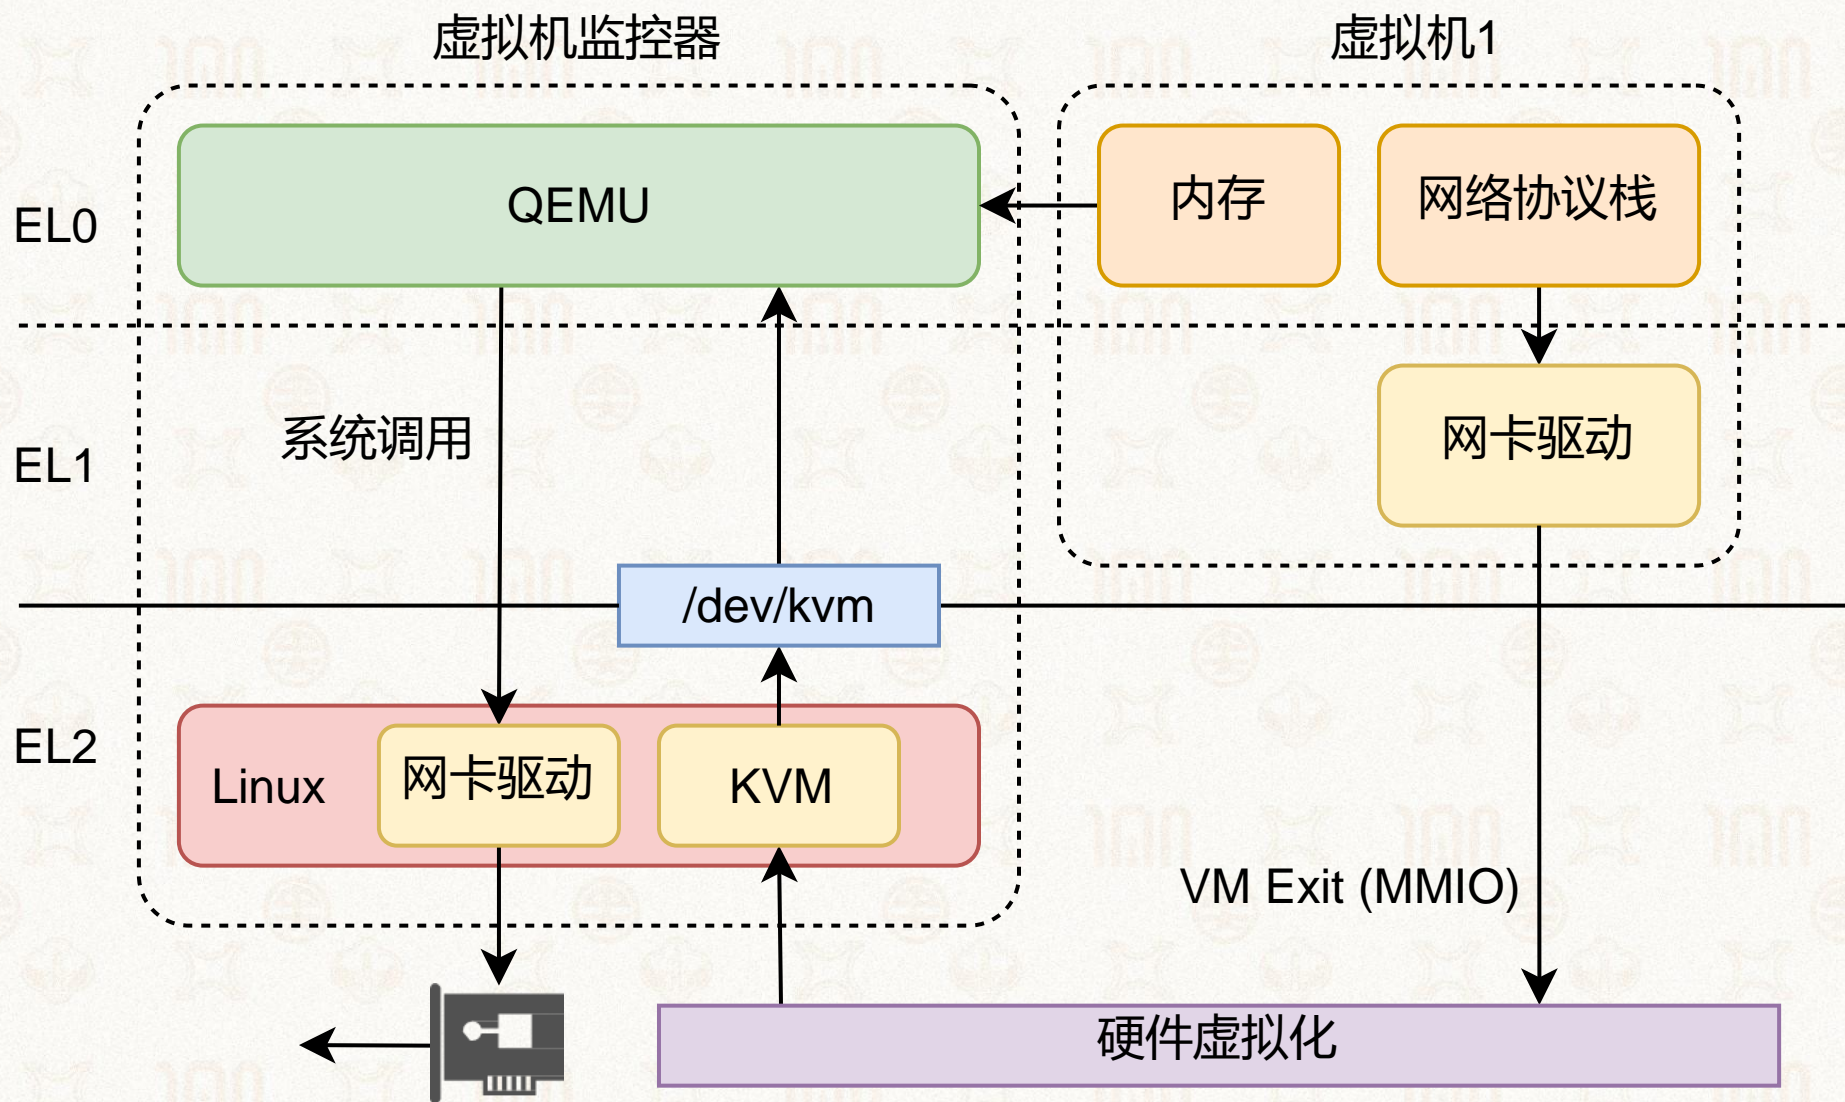 虚拟机监控器
虚拟机1
EL0
QEMU
内存
网络协议栈
EL1
系统调用
网卡驱动
/dev/kvm
EL2
Linux
网卡驱动
KVM
VM Exit (MMIO)
硬件虚拟化